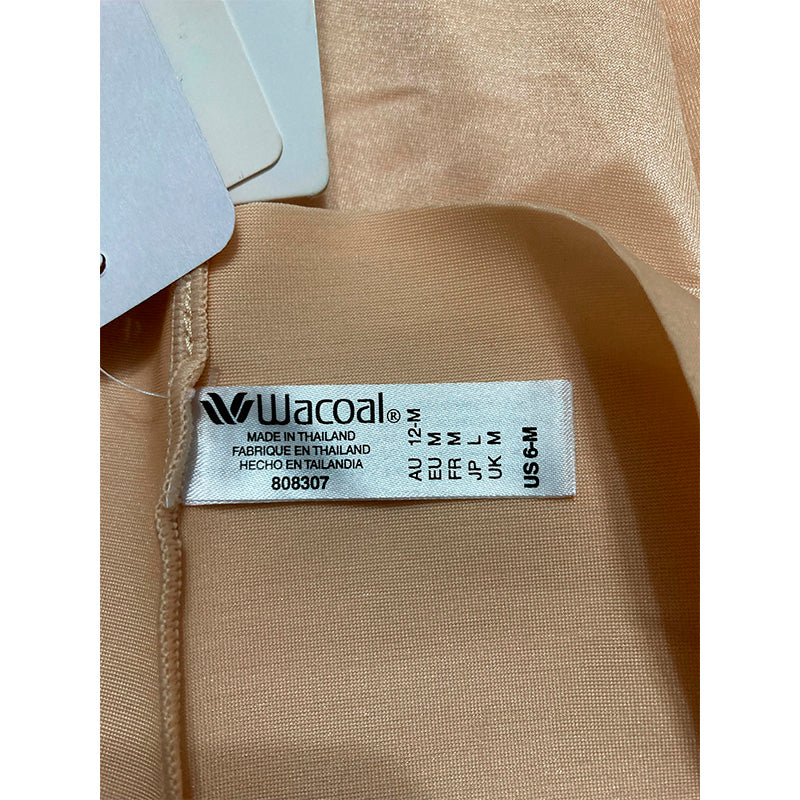 Wacoal®
MADE IN THAILAND
FABRIQUE EN THAILAND
HECHO EN TAILANDIA
808307
AU 12-M
EU M
FR M
JP L
UK M
US 6-M